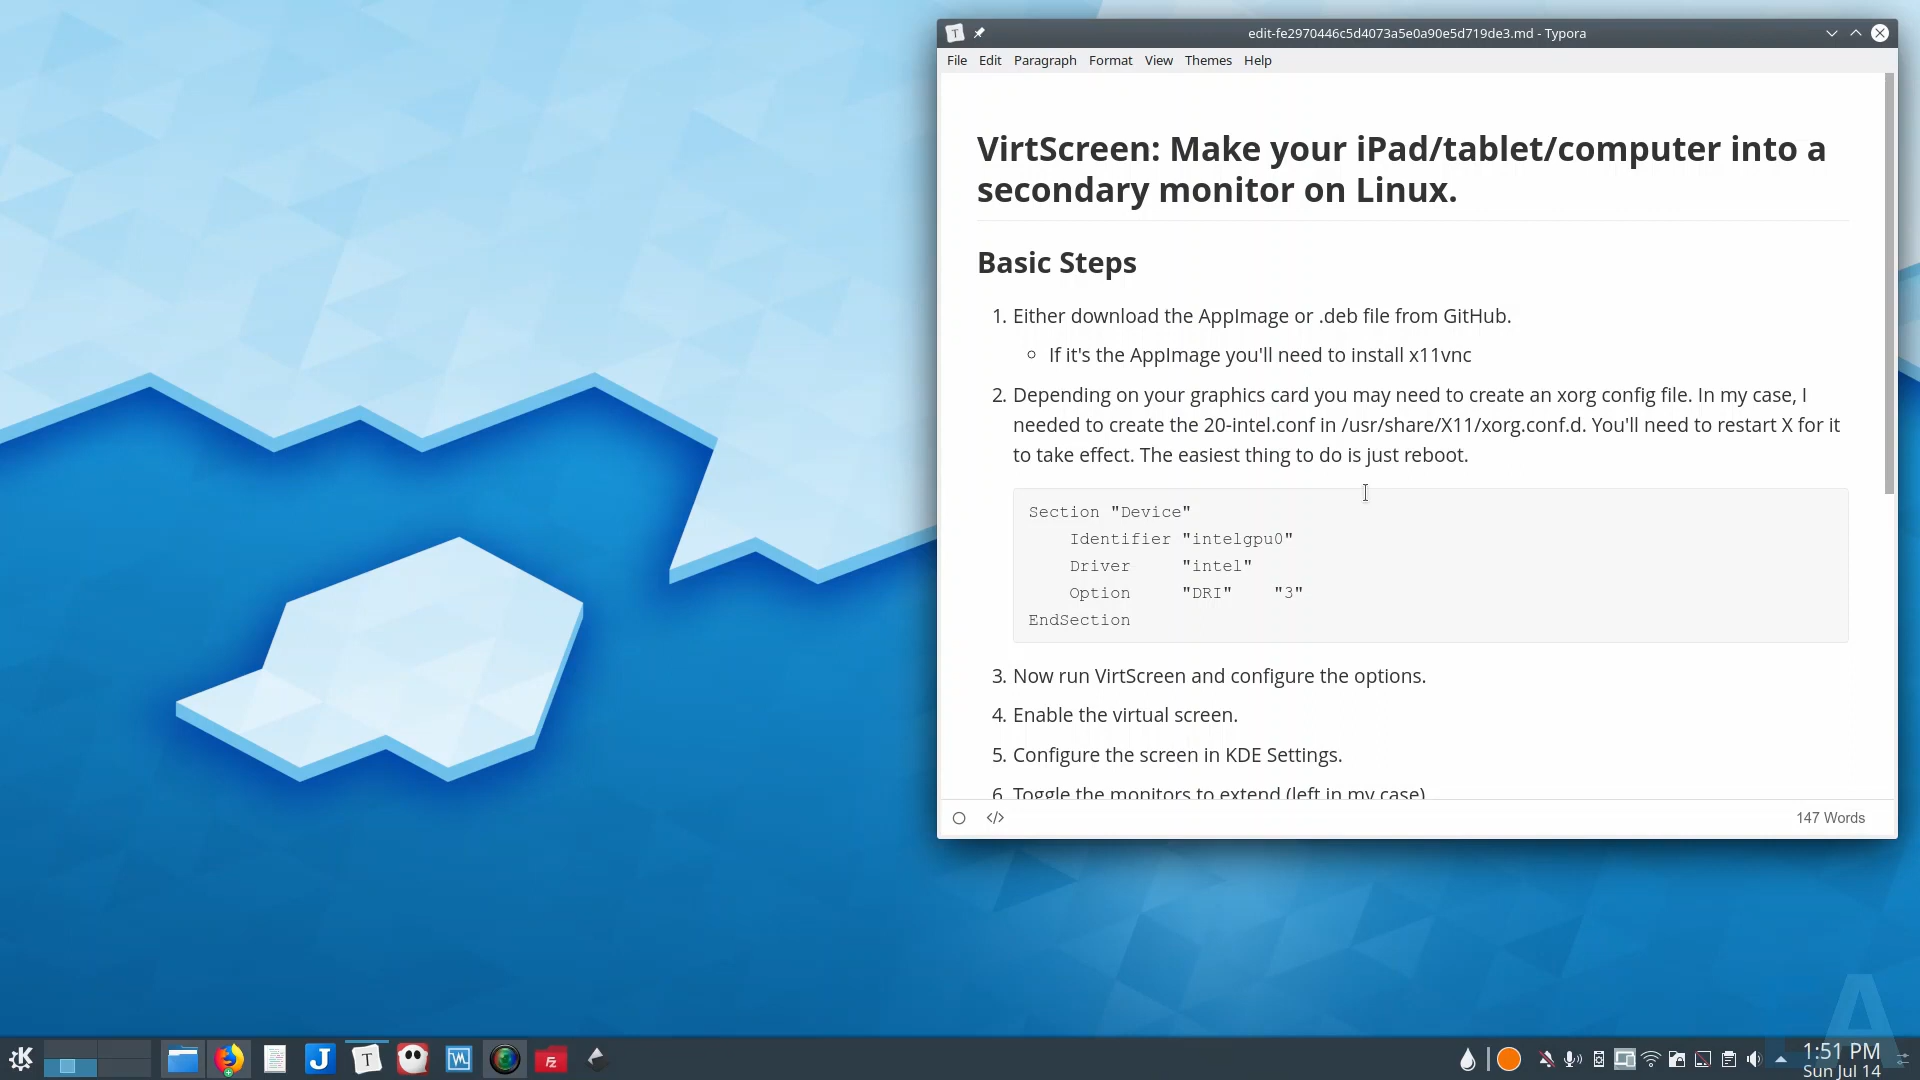 edit-fe2970446c5d4073a5e0a90e5d719de3.md - Typora
File Edit Paragraph Format View Themes Help
VirtScreen: Make your iPad/tablet/computer into a
secondary monitor on Linux.
Basic Steps
1. Either download the AppImage or .deb file from GitHub.
If it's the AppImage you'll need to install x11vnc
2. Depending on your graphics card you may need to create an xorg config file. In my case, I
needed to create the 20-intel.conf in /usr/share/X11/xorg.conf.d. You'll need to restart X for it
to take effect. The easiest thing to do is just reboot.
Section "Device"
    Identifier "intelgpu0"
    Driver     "intel"
    Option     "DRI"    "3"
EndSection
3. Now run VirtScreen and configure the options.
4. Enable the virtual screen.
5. Configure the screen in KDE Settings.
6. Toggle the monitors to extend (left in my case)
</> 147 Words
1:51 PM
Sun Jul 14